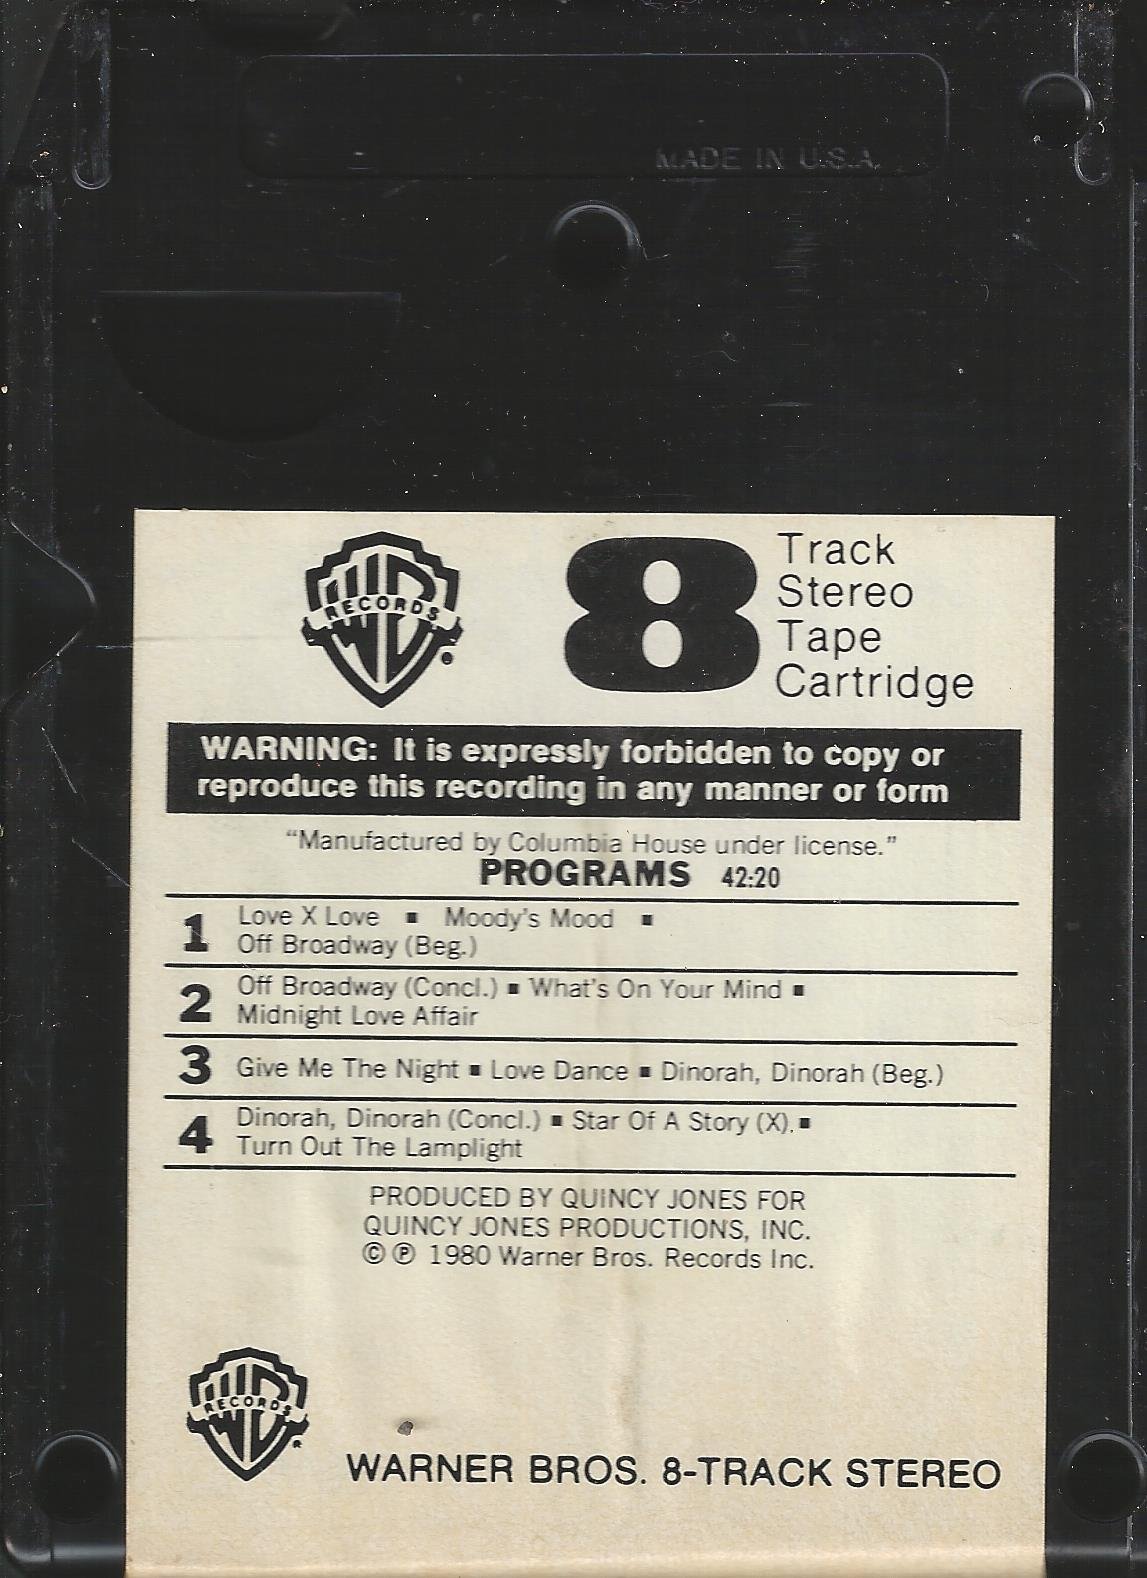 MADE IN U.S.A.
RECORDS
8
Track
Stereo
Tape
Cartridge
WARNING: It is expressly forbidden to copy or
reproduce this recording in any manner or form
"Manufactured by Columbia House under license."
PROGRAMS 42:20
1 Love X Love ■ Moody's Mood ■
Off Broadway (Beg.)
2 Off Broadway (Concl.) ■ What's On Your Mind ■
Midnight Love Affair
3 Give Me The Night ■ Love Dance ■ Dinorah, Dinorah (Beg.)
4 Dinorah, Dinorah (Concl.) ■ Star Of A Story (X). ■
Turn Out The Lamplight
PRODUCED BY QUINCY JONES FOR
QUINCY JONES PRODUCTIONS, INC.
© ℗ 1980 Warner Bros. Records Inc.
RECORDS
WARNER BROS. 8-TRACK STEREO